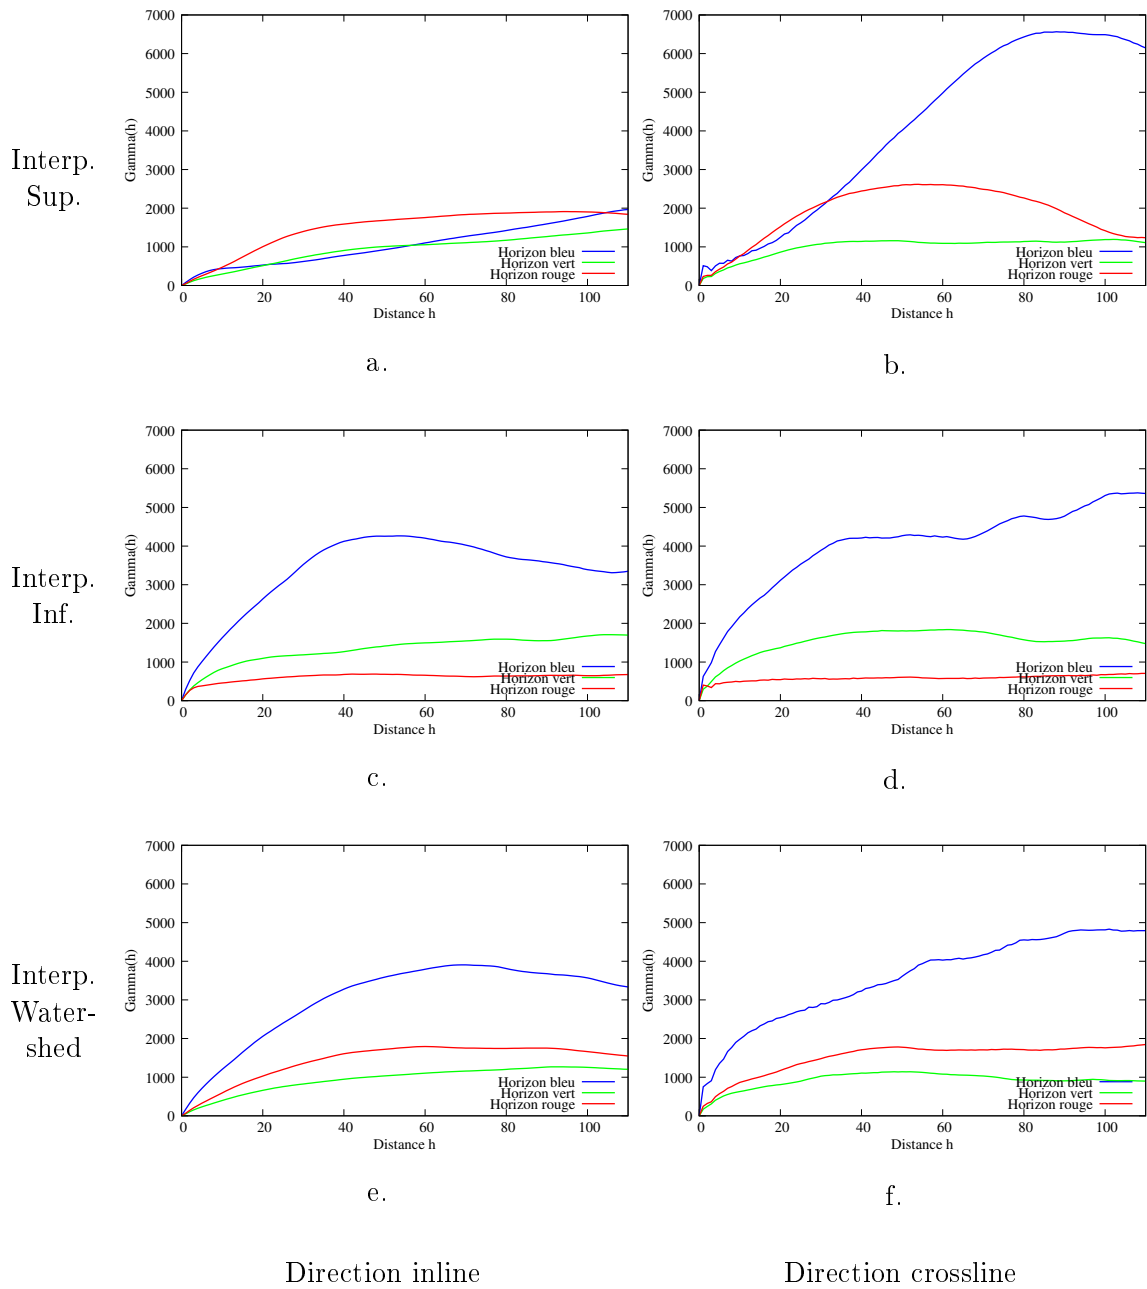 Interp.
Sup.
7000
6000
5000
4000
3000
2000
1000
0
0 20 40 60 80 100
Gamma(h)
Distance h
Horizon bleu
Horizon vert
Horizon rouge
a.
7000
6000
5000
4000
3000
2000
1000
0
0 20 40 60 80 100
Gamma(h)
Distance h
Horizon bleu
Horizon vert
Horizon rouge
b.
Interp.
Inf.
7000
6000
5000
4000
3000
2000
1000
0
0 20 40 60 80 100
Gamma(h)
Distance h
Horizon bleu
Horizon vert
Horizon rouge
c.
7000
6000
5000
4000
3000
2000
1000
0
0 20 40 60 80 100
Gamma(h)
Distance h
Horizon bleu
Horizon vert
Horizon rouge
d.
Interp.
Water-
shed
7000
6000
5000
4000
3000
2000
1000
0
0 20 40 60 80 100
Gamma(h)
Distance h
Horizon bleu
Horizon vert
Horizon rouge
e.
7000
6000
5000
4000
3000
2000
1000
0
0 20 40 60 80 100
Gamma(h)
Distance h
Horizon bleu
Horizon vert
Horizon rouge
f.
Direction inline
Direction crossline